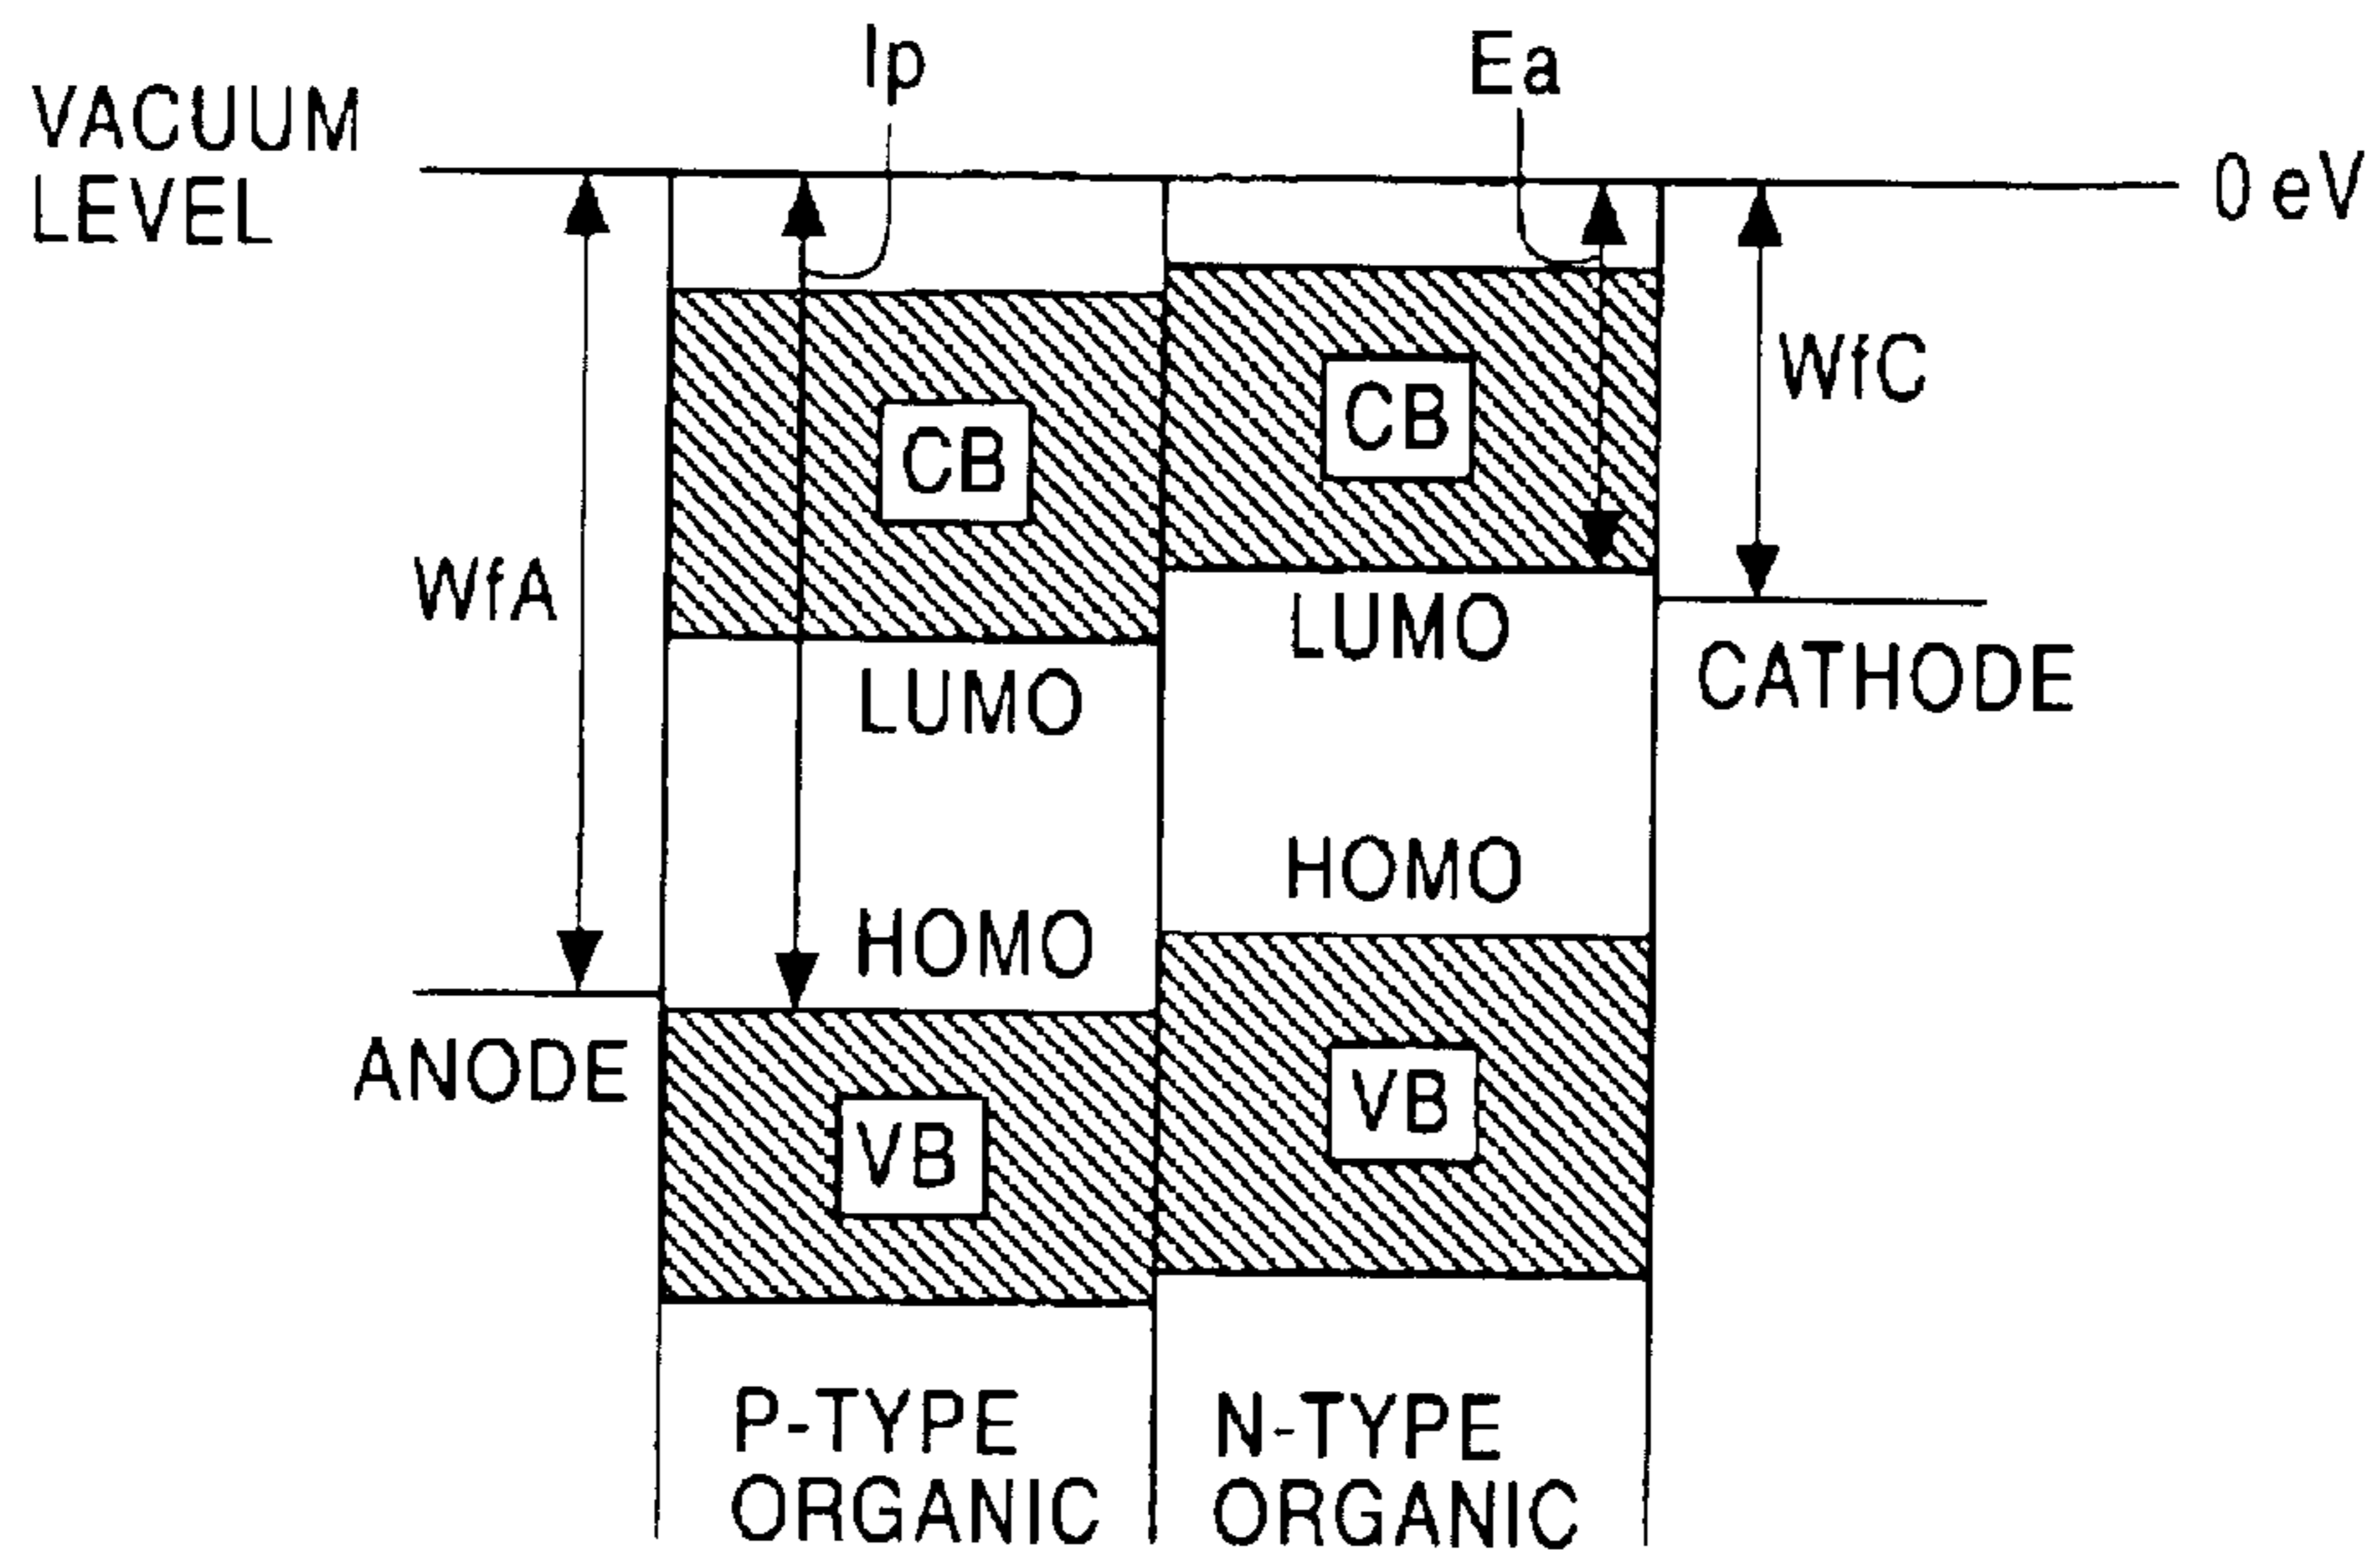 Ip
Ea
VACUUM
LEVEL
0 eV
WfC
CB
CB
WfA
LUMO
CATHODE
LUMO
HOMO
HOMO
ANODE
VB
VB
P-TYPE
ORGANIC
N-TYPE
ORGANIC